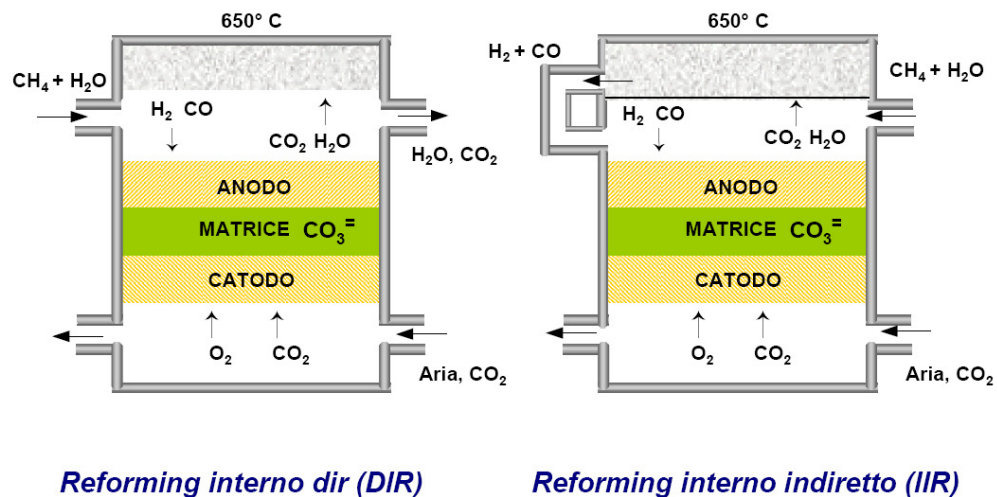 650° C
CH₄ + H₂O
H₂ CO
CO₂ H₂O
H₂O, CO₂
ANODO
MATRICE CO₃⁼
CATODO
O₂ CO₂
Aria, CO₂
Reforming interno dir (DIR)
650° C
H₂ + CO
CH₄ + H₂O
H₂ CO
CO₂ H₂O
ANODO
MATRICE CO₃⁼
CATODO
O₂ CO₂
Aria, CO₂
Reforming interno indiretto (IIR)